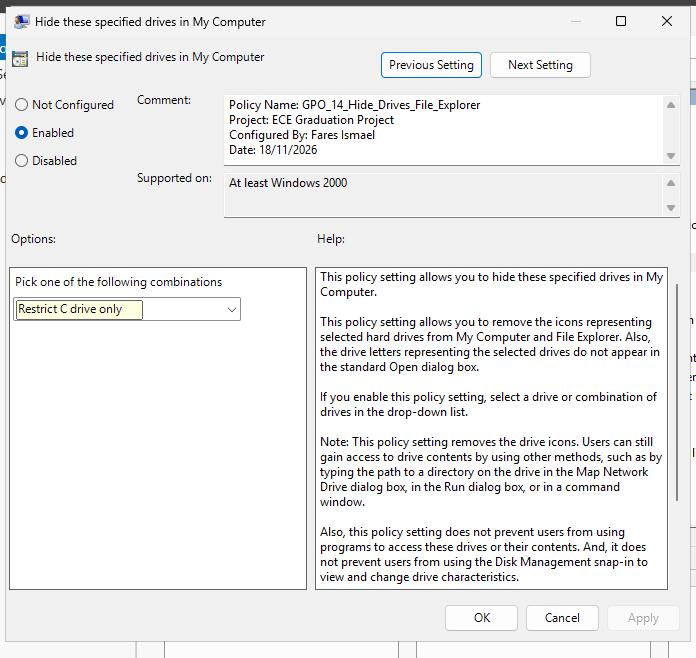 Hide these specified drives in My Computer
Hide these specified drives in My Computer
Previous Setting
Next Setting
Not Configured
Enabled
Disabled
Comment:
Policy Name: GPO_14_Hide_Drives_File_Explorer
Project: ECE Graduation Project
Configured By: Fares Ismael
Date: 18/11/2026
Supported on:
At least Windows 2000
Options:
Help:
Pick one of the following combinations
Restrict C drive only
This policy setting allows you to hide these specified drives in My
Computer.
This policy setting allows you to remove the icons representing
selected hard drives from My Computer and File Explorer. Also,
the drive letters representing the selected drives do not appear in
the standard Open dialog box.
If you enable this policy setting, select a drive or combination of
drives in the drop-down list.
Note: This policy setting removes the drive icons. Users can still
gain access to drive contents by using other methods, such as by
typing the path to a directory on the drive in the Map Network
Drive dialog box, in the Run dialog box, or in a command
window.
Also, this policy setting does not prevent users from using
programs to access these drives or their contents. And, it does
not prevent users from using the Disk Management snap-in to
view and change drive characteristics.
OK
Cancel
Apply